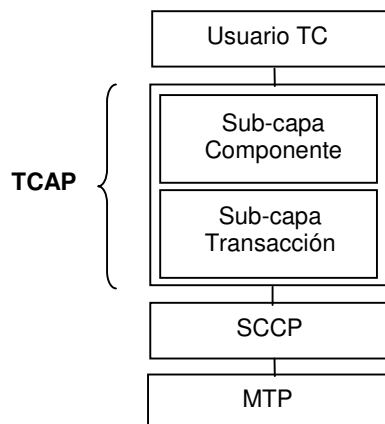 Usuario TC
Sub-capa
Componente
TCAP
Sub-capa
Transacción
SCCP
MTP